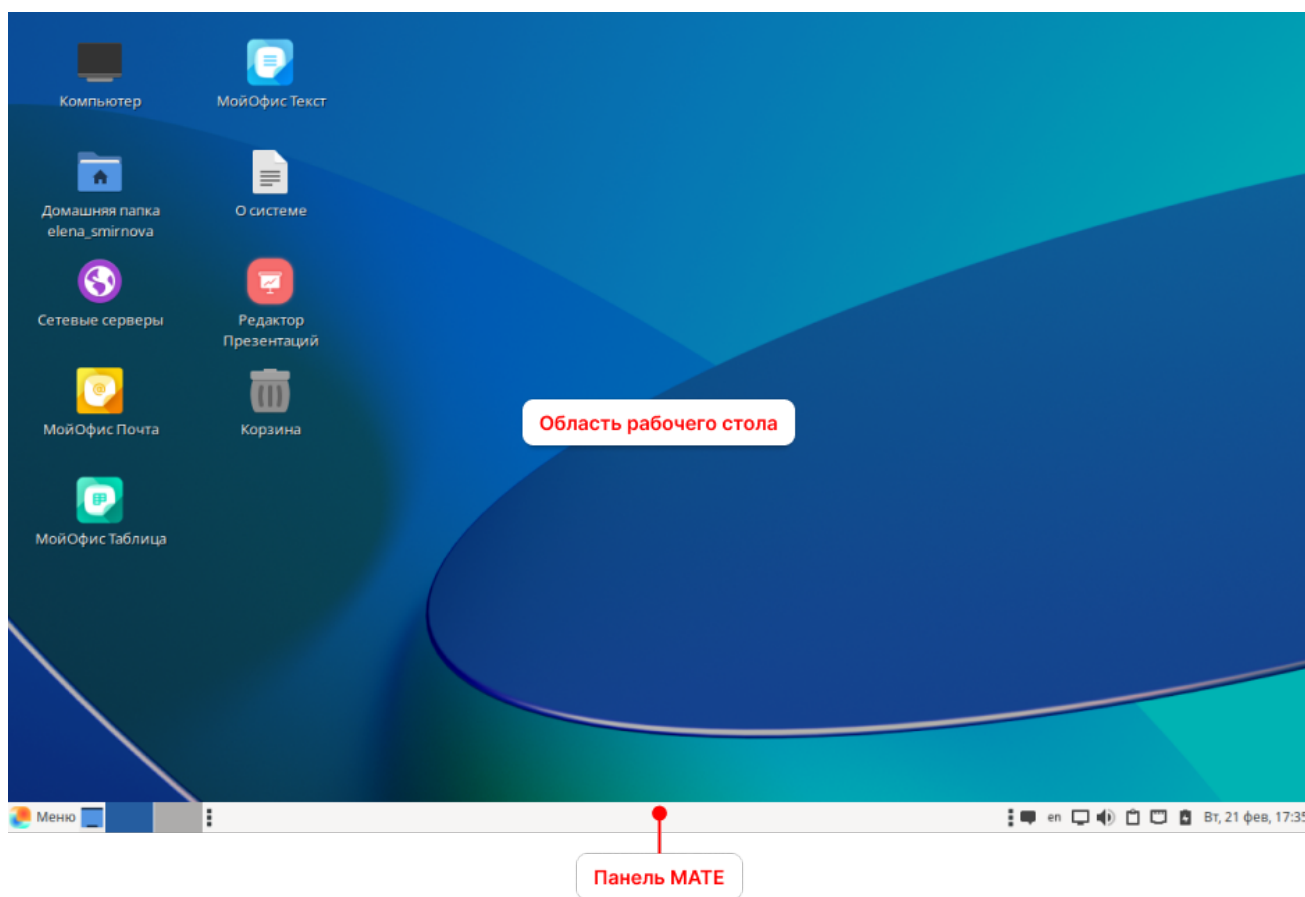 Компьютер
МойОфис Текст
Домашняя папка
elena_smirnova
О системе
Сетевые серверы
Редактор
Презентаций
МойОфис Почта
Корзина
Область рабочего стола
МойОфис Таблица
Меню
en
Вт, 21 фев, 17:35
Панель MATE